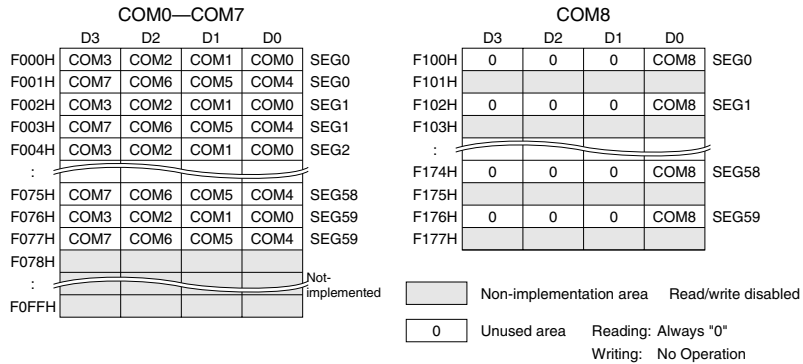 COM0—COM7
D3 D2 D1 D0
F000H COM3 COM2 COM1 COM0 SEG0
F001H COM7 COM6 COM5 COM4 SEG0
F002H COM3 COM2 COM1 COM0 SEG1
F003H COM7 COM6 COM5 COM4 SEG1
F004H COM3 COM2 COM1 COM0 SEG2
:
F075H COM7 COM6 COM5 COM4 SEG58
F076H COM3 COM2 COM1 COM0 SEG59
F077H COM7 COM6 COM5 COM4 SEG59
F078H
:
Not-
implemented
F0FFH
COM8
D3 D2 D1 D0
F100H 0 0 0 COM8 SEG0
F101H
F102H 0 0 0 COM8 SEG1
F103H
:
F174H 0 0 0 COM8 SEG58
F175H
F176H 0 0 0 COM8 SEG59
F177H
Non-implementation area Read/write disabled
0 Unused area Reading: Always "0"
Writing: No Operation